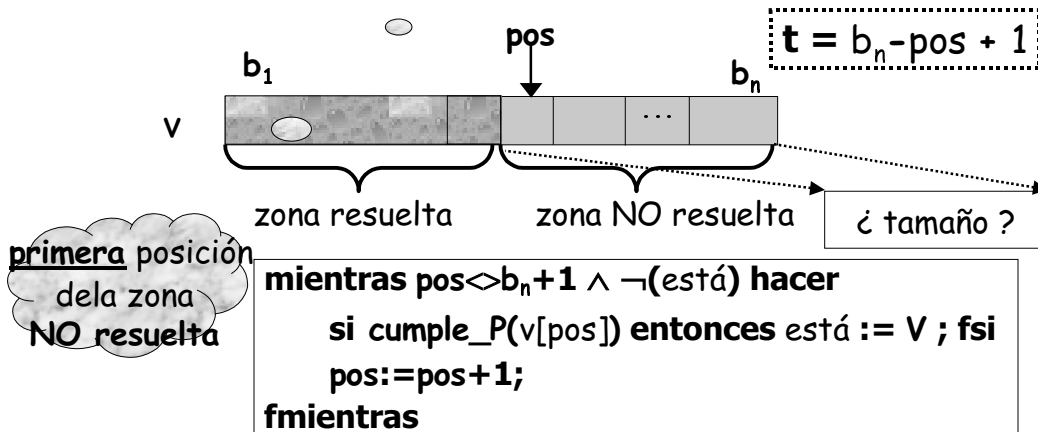 pos
t = bₙ-pos + 1
b₁
bₙ
v
...
zona resuelta
zona NO resuelta
¿ tamaño ?
primera posición
dela zona
NO resuelta
mientras pos<>bₙ+1 ∧ ¬(está) hacer
si cumple_P(v[pos]) entonces está := V ; fsi
pos:=pos+1;
fmientras